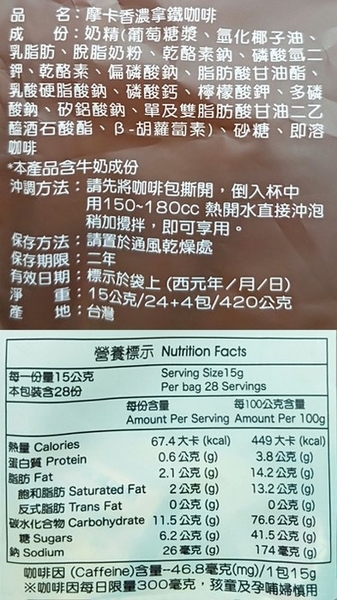 品　　名：摩卡香濃拿鐵咖啡
成　　份：奶精(葡萄糖漿、氫化椰子油、
乳脂肪、脫脂奶粉、乾酪素鈉、磷酸氫二
鉀、乾酪素、偏磷酸鈉、脂肪酸甘油酯、
乳酸硬脂酸鈉、磷酸鈣、檸檬酸鉀、多磷
酸鈉、矽鋁酸鈉、單及雙脂肪酸甘油二乙
醯酒石酸酯、β-胡蘿蔔素)、砂糖、即溶
咖啡
*本產品含牛奶成份
沖調方法：請先將咖啡包撕開，倒入杯中
用150~180cc 熱開水直接沖泡
稍加攪拌，即可享用。
保存方法：請置於通風乾燥處
保存期限：二年
有效日期：標示於袋上 (西元年/月/日)
淨　　重：15公克/24+4包/420公克
產　　地：台灣
營養標示 Nutrition Facts
每一份量15公克 Serving Size15g
本包裝含28份 Per bag 28 Servings
每份含量 每100公克含量
Amount Per Serving Amount Per 100g
熱量 Calories 67.4 大卡 (kcal) 449 大卡 (kcal)
蛋白質 Protein 0.6 公克 (g) 3.8 公克 (g)
脂肪 Fat 2.1 公克 (g) 14.2 公克 (g)
飽和脂肪 Saturated Fat 2 公克 (g) 13.2 公克 (g)
反式脂肪 Trans Fat 0 公克 (g) 0 公克 (g)
碳水化合物 Carbohydrate 11.5 公克 (g) 76.6 公克 (g)
糖 Sugars 6.2 公克 (g) 41.5 公克 (g)
鈉 Sodium 26 毫克 (g) 174 毫克 (g)
咖啡因 (Caffeine)含量-46.8毫克(mg)/1包15g
※咖啡因每日限量300毫克，孩童及孕哺婦慎用